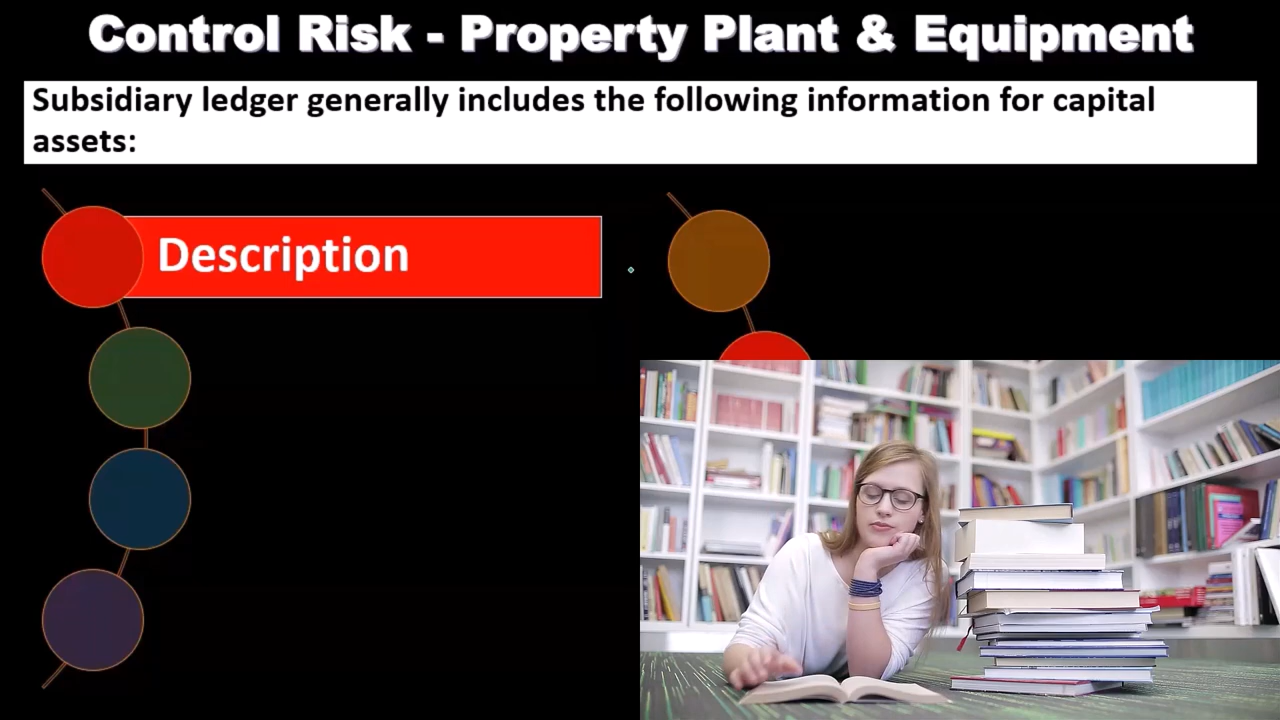 Control Risk - Property Plant & Equipment
Subsidiary ledger generally includes the following information for capital
assets:
Description